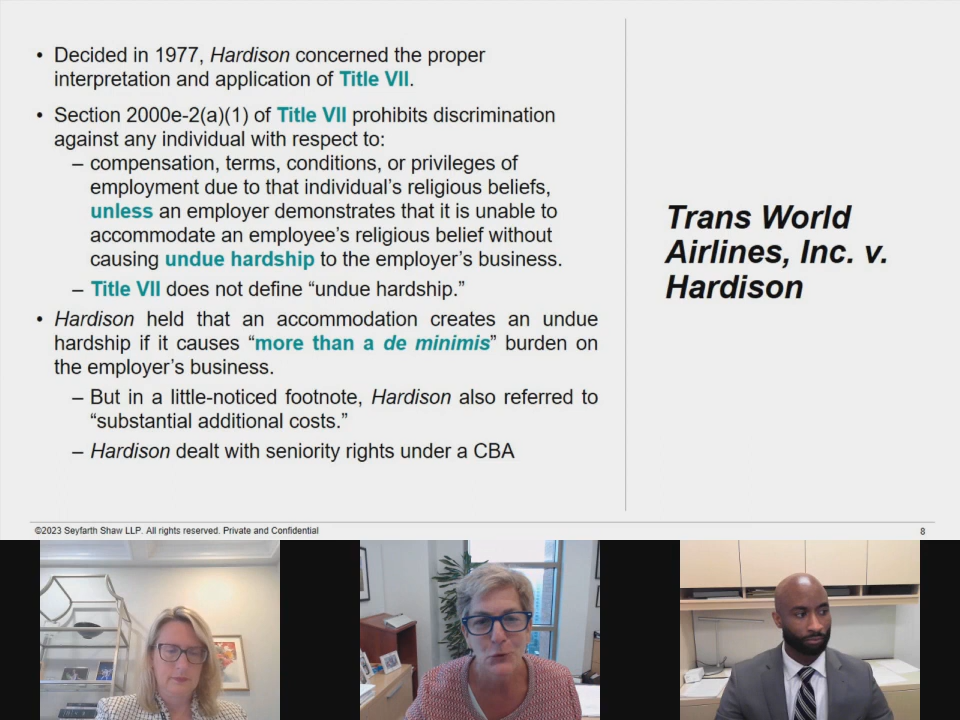 • Decided in 1977, Hardison concerned the proper
interpretation and application of Title VII.
• Section 2000e-2(a)(1) of Title VII prohibits discrimination
against any individual with respect to:
– compensation, terms, conditions, or privileges of
employment due to that individual’s religious beliefs,
unless an employer demonstrates that it is unable to
accommodate an employee’s religious belief without
causing undue hardship to the employer’s business.
– Title VII does not define “undue hardship.”
• Hardison held that an accommodation creates an undue
hardship if it causes “more than a de minimis” burden on
the employer’s business.
– But in a little-noticed footnote, Hardison also referred to
“substantial additional costs.”
– Hardison dealt with seniority rights under a CBA
Trans World
Airlines, Inc. v.
Hardison
©2023 Seyfarth Shaw LLP. All rights reserved. Private and Confidential
8